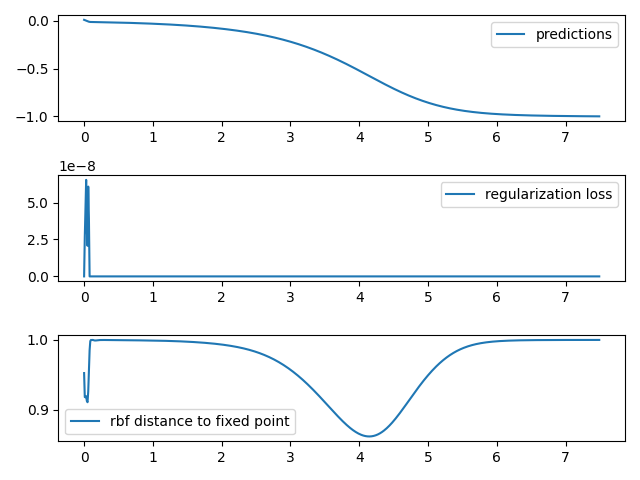 0.0
−0.5
−1.0
predictions
0 1 2 3 4 5 6 7
1e−8
5.0
2.5
0.0
regularization loss
0 1 2 3 4 5 6 7
1.0
0.9
rbf distance to fixed point
0 1 2 3 4 5 6 7